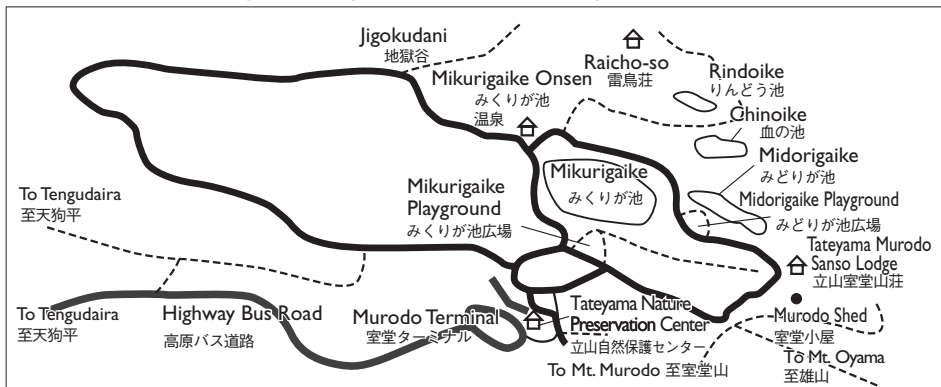 Jigokudani
地獄谷
Raicho-so
雷鳥荘
Rindoike
りんどう池
Mikurigaike Onsen
みくりが池
温泉
Chinoike
血の池
Midorigaike
みどりが池
Mikurigaike
みくりが池
Midorigaike Playground
みどりが池広場
Mikurigaike
Playground
みくりが池広場
To Tengudaira
至天狗平
Tateyama Murodo
Sanso Lodge
立山室堂山荘
To Tengudaira
至天狗平
Highway Bus Road
高原バス道路
Murodo Terminal
室堂ターミナル
Tateyama Nature
Preservation Center
立山自然保護センター
Murodo Shed
室堂小屋
To Mt. Murodo 至室堂山
To Mt. Oyama
至雄山